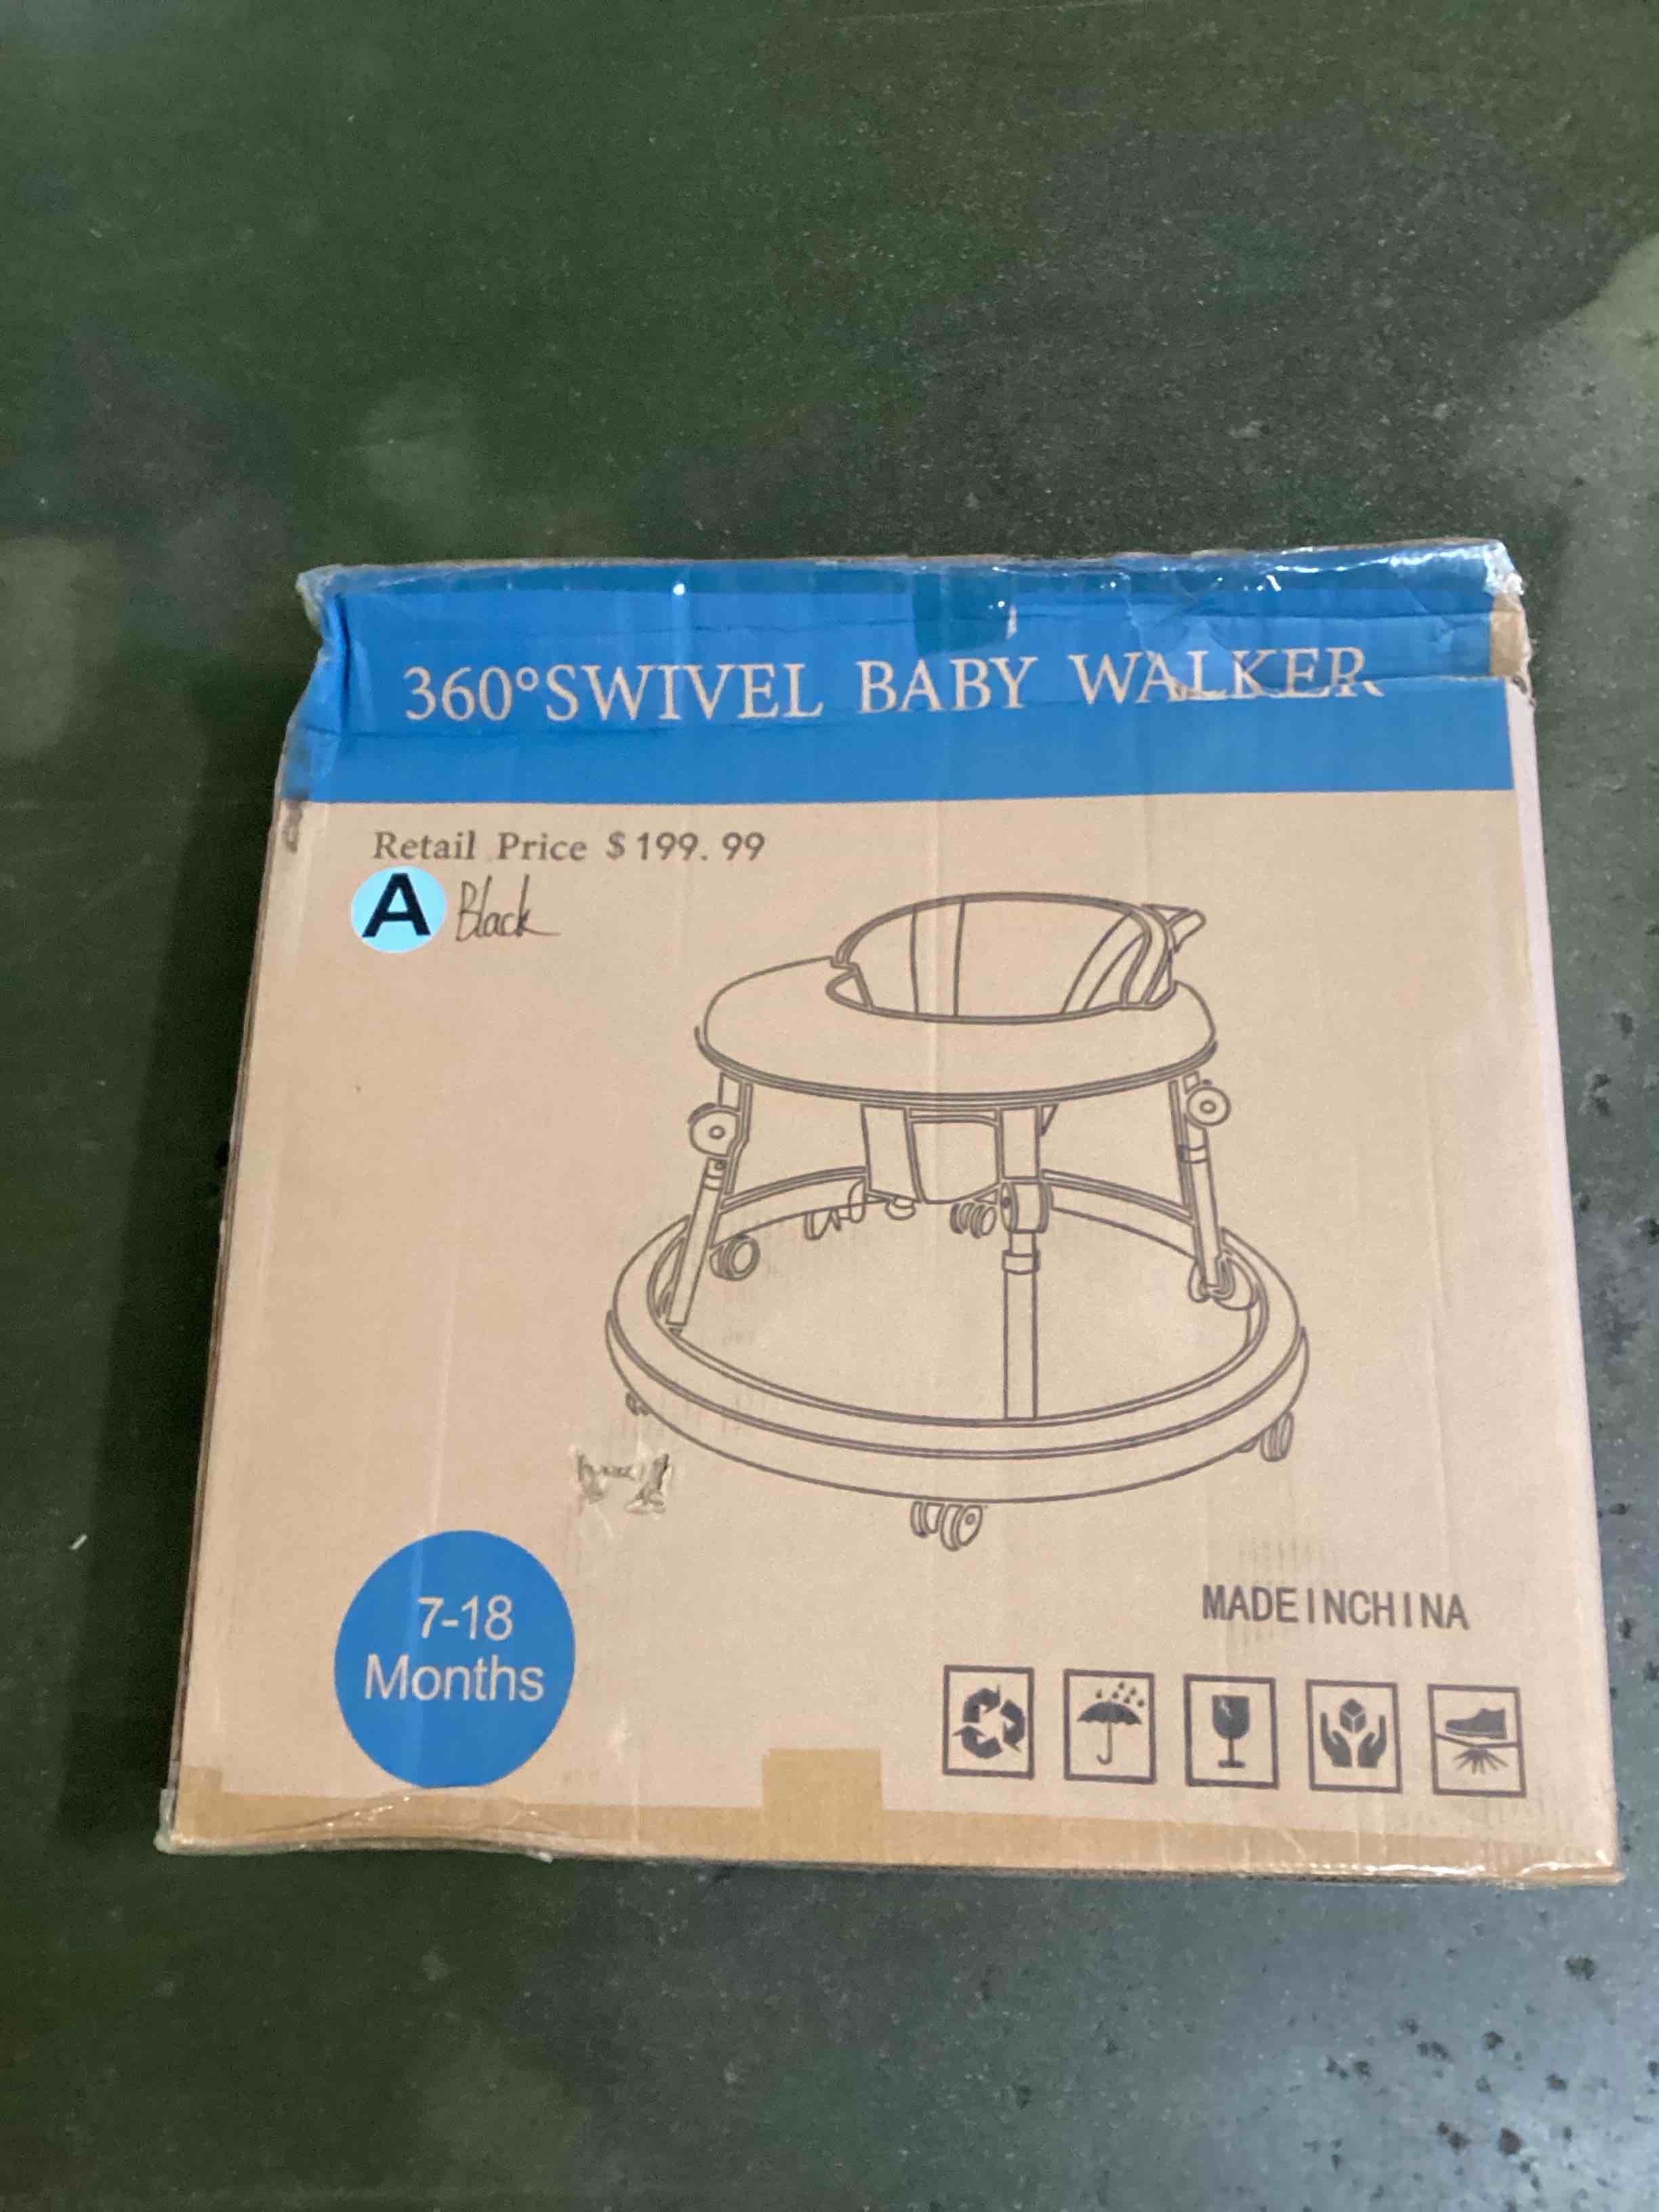 360°SWIVEL BABY WALKER
Retail Price $199.99
A Black
7-18
Months
MADEINCHINA